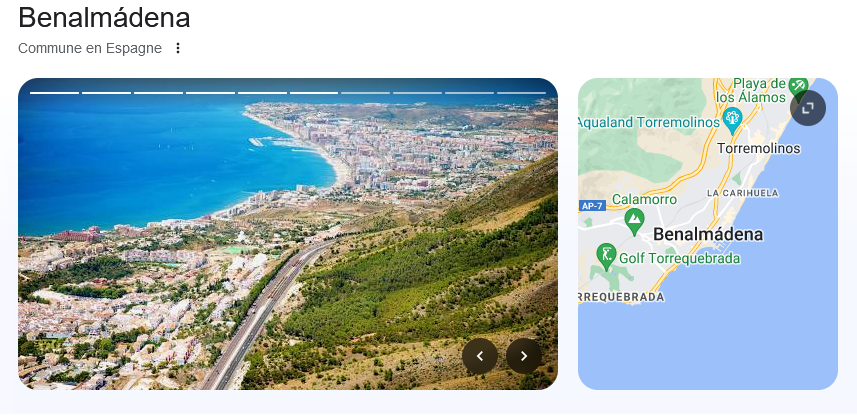 Benalmádena
Commune en Espagne
Playa de
los Álamos
Aqualand Torremolinos
Torremolinos
LA CARIHUELA
AP-7
Calamorro
Benalmádena
Golf Torrequebrada
RREQUEBRADA